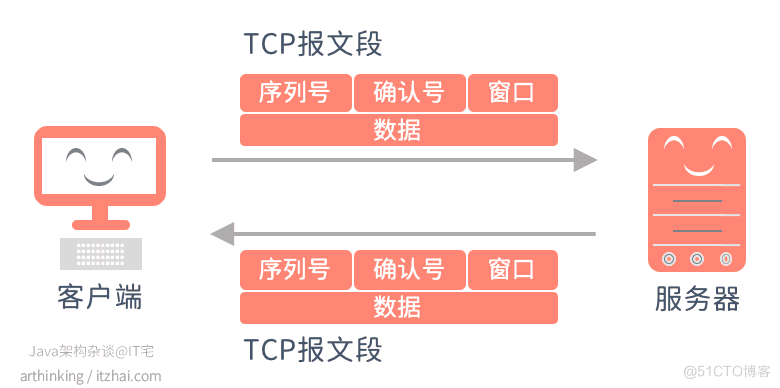 TCP报文段
序列号 确认号 窗口
数据
序列号 确认号 窗口
数据
TCP报文段
客户端
服务器
Java架构杂谈@IT宅
arthinking / itzhai.com
@51CTO博客